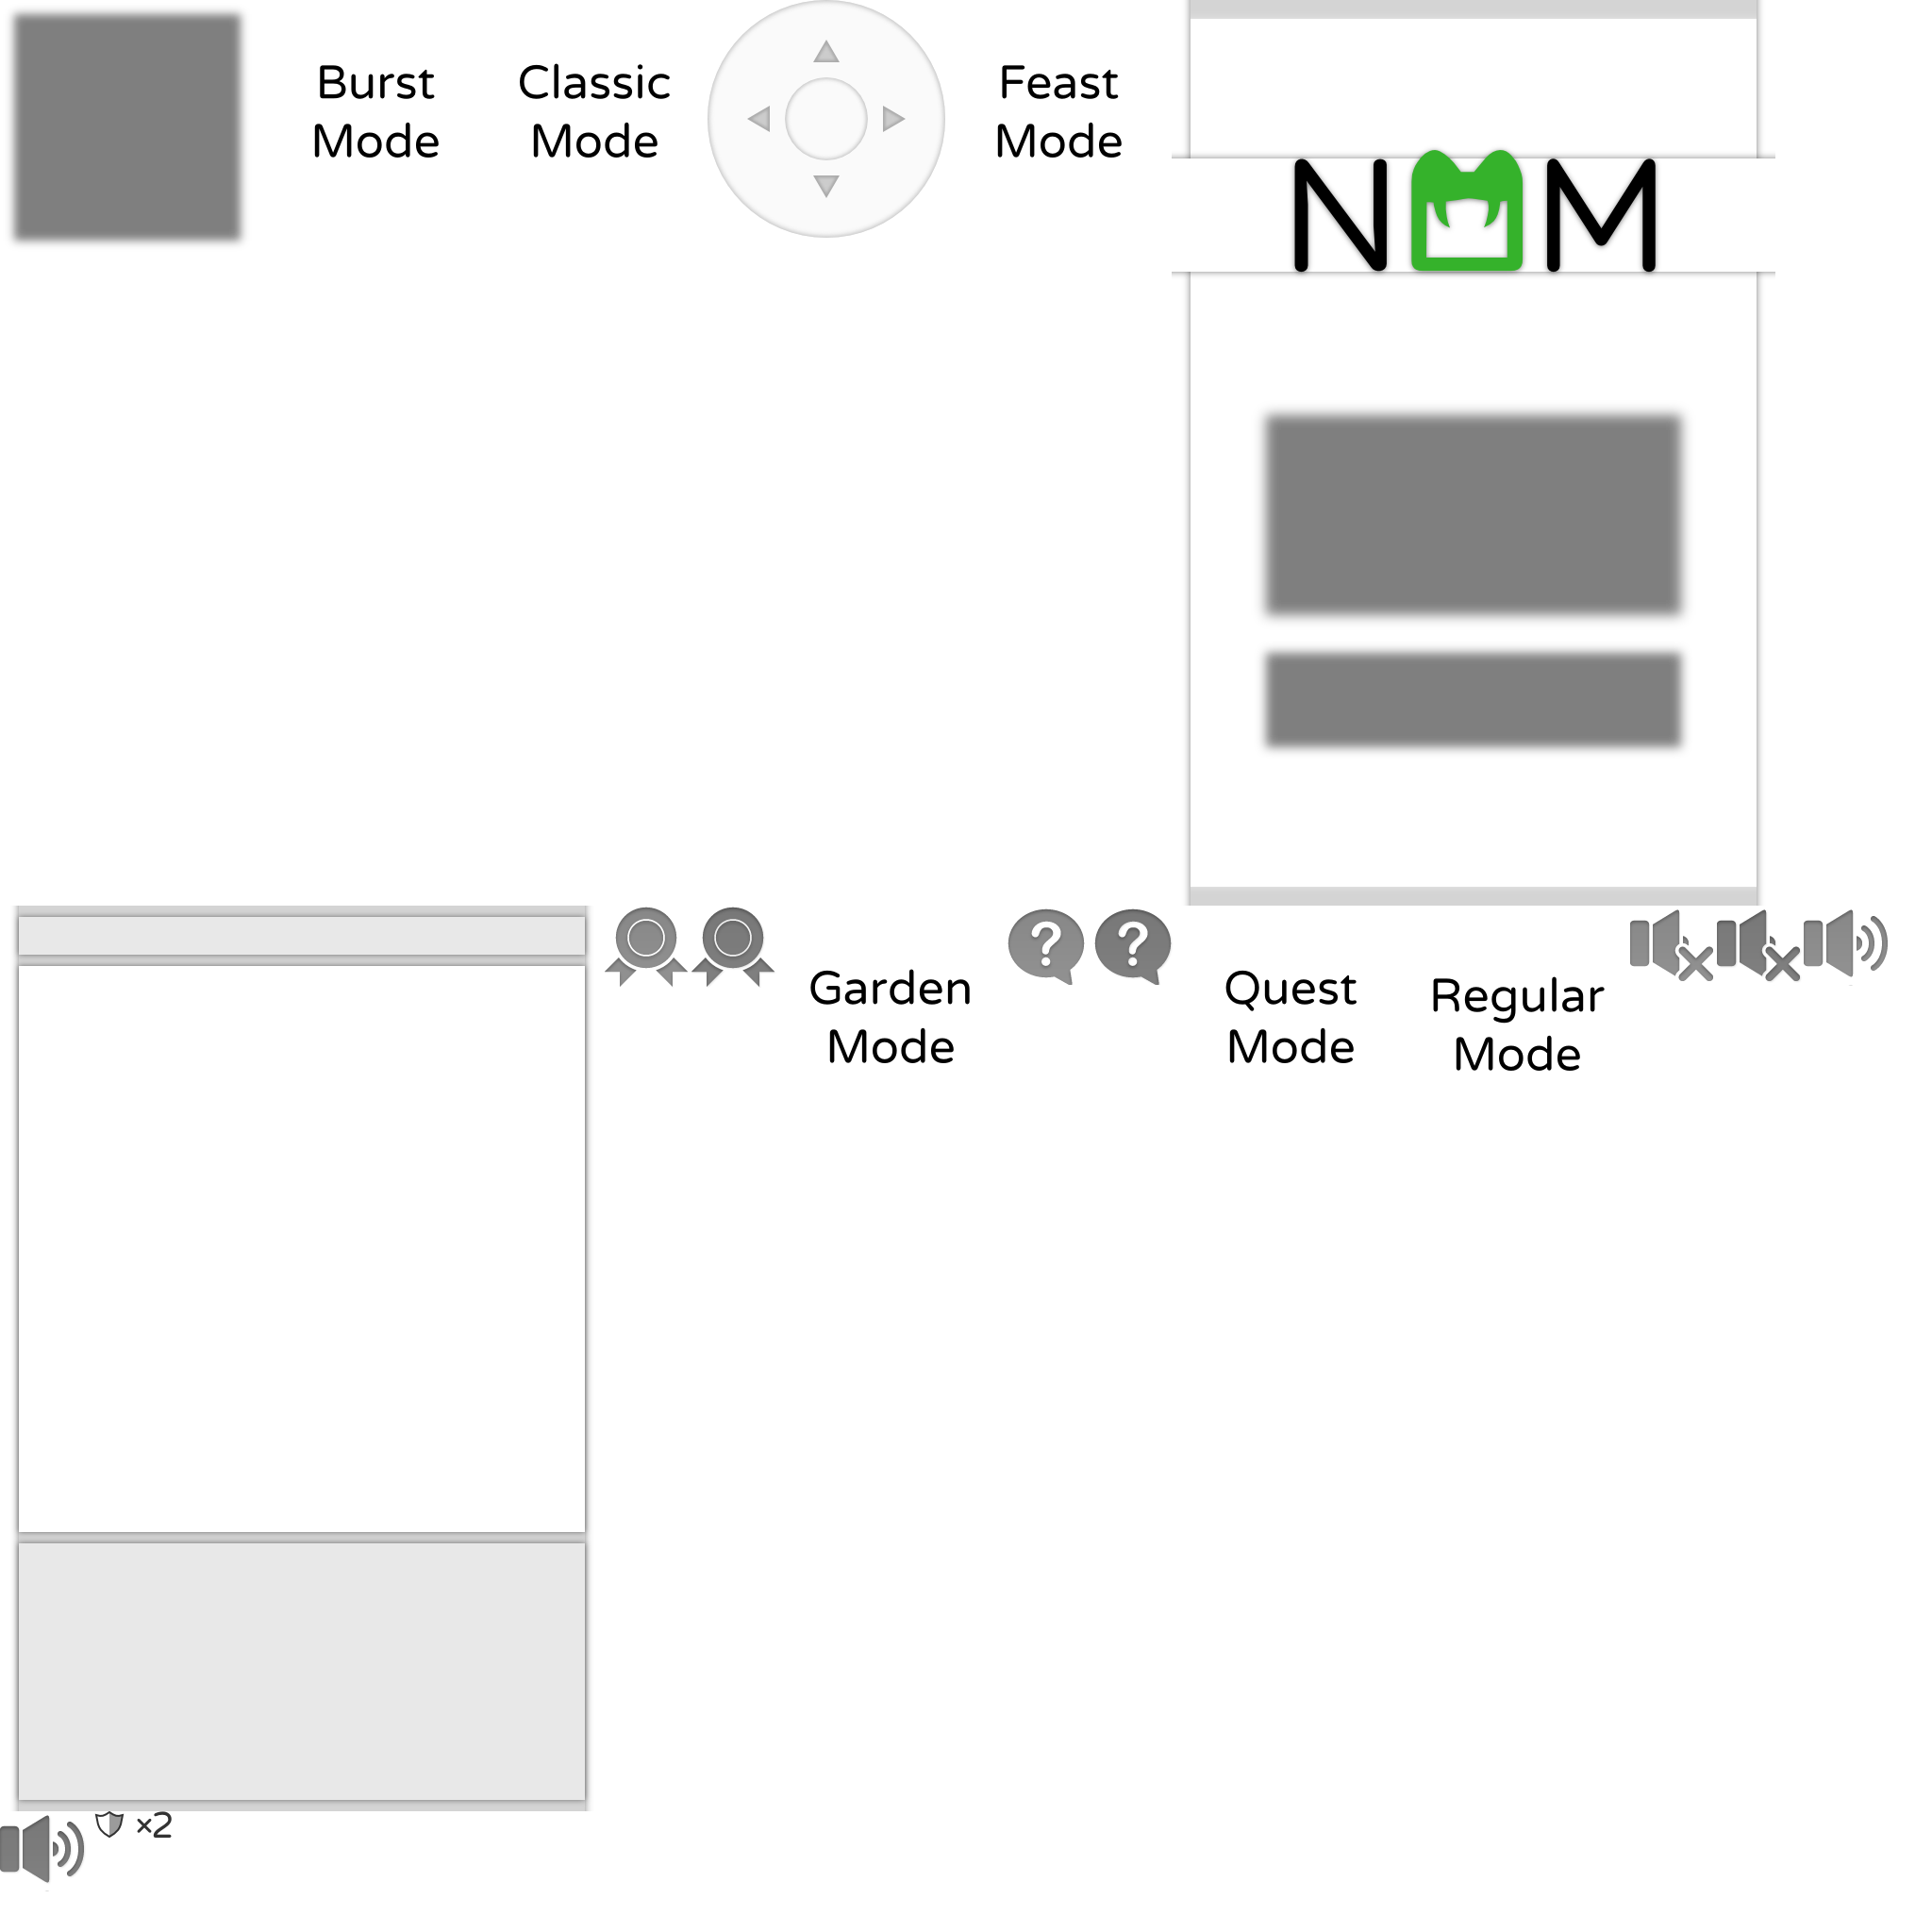 Burst
Mode
Classic
Mode
Feast
Mode
NOM
?
?
Garden
Mode
Quest
Mode
Regular
Mode
×2